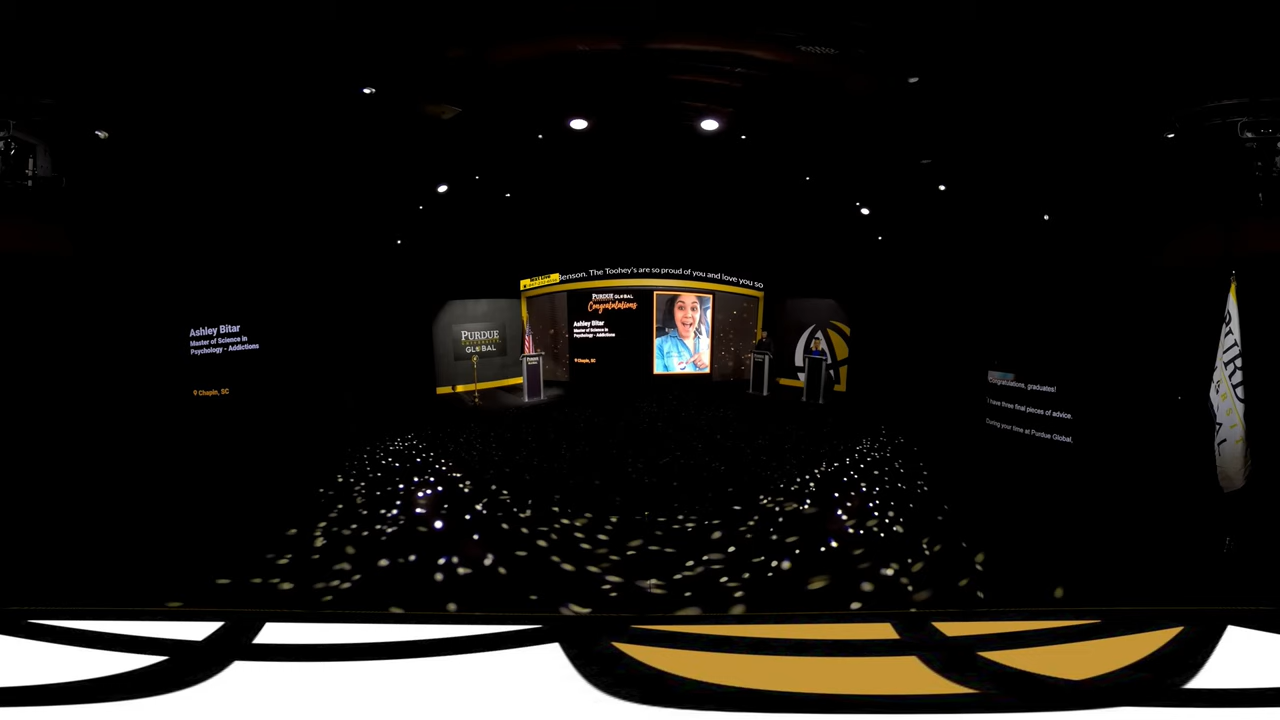 Benson. The Toohey's are so proud of you and love you so
PURDUE
UNIVERSITY
GLOBAL
PURDUE GLOBAL
Congratulations
Ashley Bitar
Master of Science in
Psychology - Addictions
Chapin, SC
Ashley Bitar
Master of Science in
Psychology - Addictions
Chapin, SC
Congratulations, graduates!
I have three final pieces of advice.
During your time at Purdue Global,